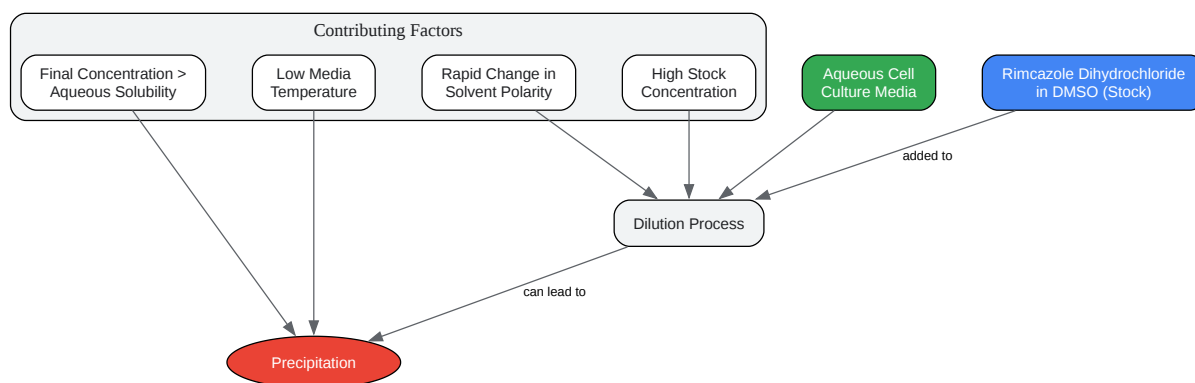 Contributing Factors
Final Concentration >
Aqueous Solubility
Low Media
Temperature
Rapid Change in
Solvent Polarity
High Stock
Concentration
Aqueous Cell
Culture Media
Rimcazole Dihydrochloride
in DMSO (Stock)
added to
Dilution Process
can lead to
Precipitation